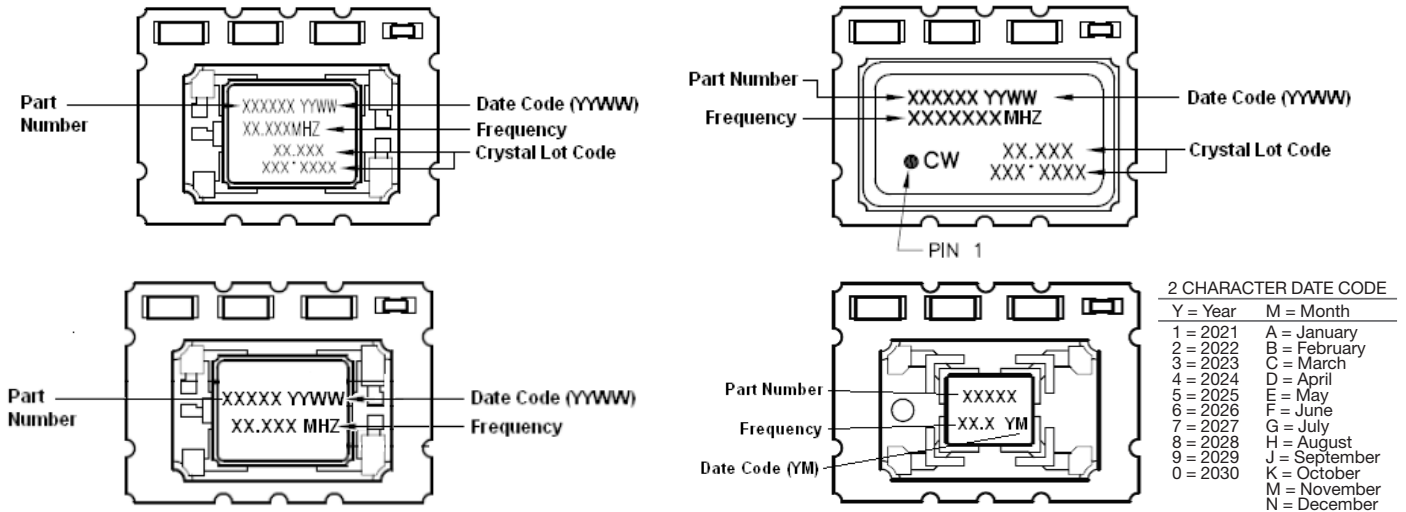 Part
Number
XXXXXX YYWW
XX.XXXMHZ
XX.XXX
XXX·XXXX
Date Code (YYWW)
Frequency
Crystal Lot Code
Part Number
Frequency
XXXXXX YYWW
XXXXXXXMHZ
CW
XX.XXX
XXX·XXXX
Date Code (YYWW)
Crystal Lot Code
PIN 1
Part
Number
XXXXX YYWW
XX.XXX MHZ
Date Code (YYWW)
Frequency
Part Number
Frequency
Date Code (YM)
XXXXX
XX.X YM
2 CHARACTER DATE CODE
Y = Year M = Month
1 = 2021 A = January
2 = 2022 B = February
3 = 2023 C = March
4 = 2024 D = April
5 = 2025 E = May
6 = 2026 F = June
7 = 2027 G = July
8 = 2028 H = August
9 = 2029 J = September
0 = 2030 K = October
M = November
N = December